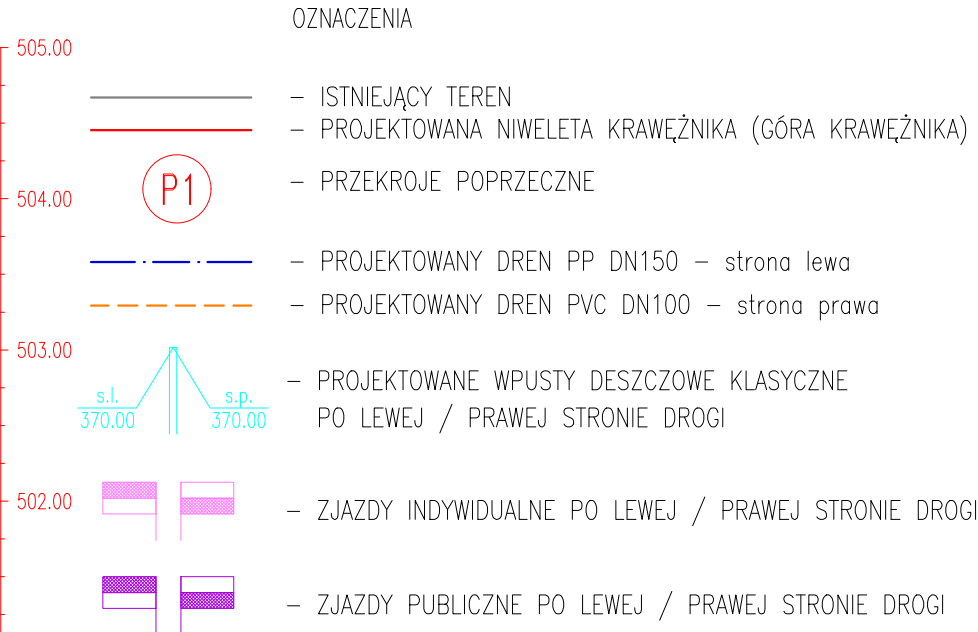 OZNACZENIA
505.00
– ISTNIEJĄCY TEREN
– PROJEKTOWANA NIWELETA KRAWĘŻNIKA (GÓRA KRAWĘŻNIKA)
P1
– PRZEKROJE POPRZECZNE
504.00
– PROJEKTOWANY DREN PP DN150 – strona lewa
– PROJEKTOWANY DREN PVC DN100 – strona prawa
503.00
s.l.
370.00
s.p.
370.00
– PROJEKTOWANE WPUSTY DESZCZOWE KLASYCZNE
PO LEWEJ / PRAWEJ STRONIE DROGI
502.00
– ZJAZDY INDYWIDUALNE PO LEWEJ / PRAWEJ STRONIE DROGI
– ZJAZDY PUBLICZNE PO LEWEJ / PRAWEJ STRONIE DROGI